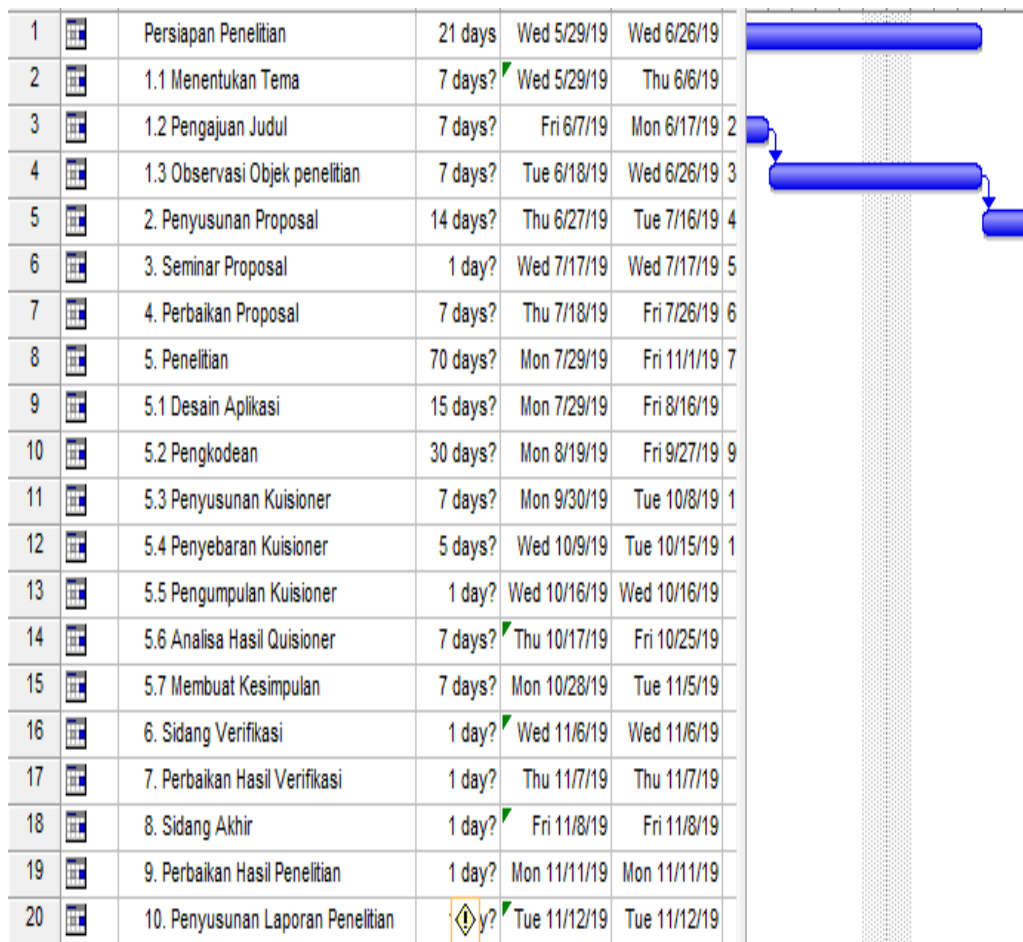 1 Persiapan Penelitian 21 days Wed 5/29/19 Wed 6/26/19
2 1.1 Menentukan Tema 7 days? Wed 5/29/19 Thu 6/6/19
3 1.2 Pengajuan Judul 7 days? Fri 6/7/19 Mon 6/17/19 2
4 1.3 Observasi Objek penelitian 7 days? Tue 6/18/19 Wed 6/26/19 3
5 2. Penyusunan Proposal 14 days? Thu 6/27/19 Tue 7/16/19 4
6 3. Seminar Proposal 1 day? Wed 7/17/19 Wed 7/17/19 5
7 4. Perbaikan Proposal 7 days? Thu 7/18/19 Fri 7/26/19 6
8 5. Penelitian 70 days? Mon 7/29/19 Fri 11/1/19 7
9 5.1 Desain Aplikasi 15 days? Mon 7/29/19 Fri 8/16/19
10 5.2 Pengkodean 30 days? Mon 8/19/19 Fri 9/27/19 9
11 5.3 Penyusunan Kuisioner 7 days? Mon 9/30/19 Tue 10/8/19 1
12 5.4 Penyebaran Kuisioner 5 days? Wed 10/9/19 Tue 10/15/19 1
13 5.5 Pengumpulan Kuisioner 1 day? Wed 10/16/19 Wed 10/16/19
14 5.6 Analisa Hasil Quisioner 7 days? Thu 10/17/19 Fri 10/25/19
15 5.7 Membuat Kesimpulan 7 days? Mon 10/28/19 Tue 11/5/19
16 6. Sidang Verifikasi 1 day? Wed 11/6/19 Wed 11/6/19
17 7. Perbaikan Hasil Verifikasi 1 day? Thu 11/7/19 Thu 11/7/19
18 8. Sidang Akhir 1 day? Fri 11/8/19 Fri 11/8/19
19 9. Perbaikan Hasil Penelitian 1 day? Mon 11/11/19 Mon 11/11/19
20 10. Penyusunan Laporan Penelitian y? Tue 11/12/19 Tue 11/12/19